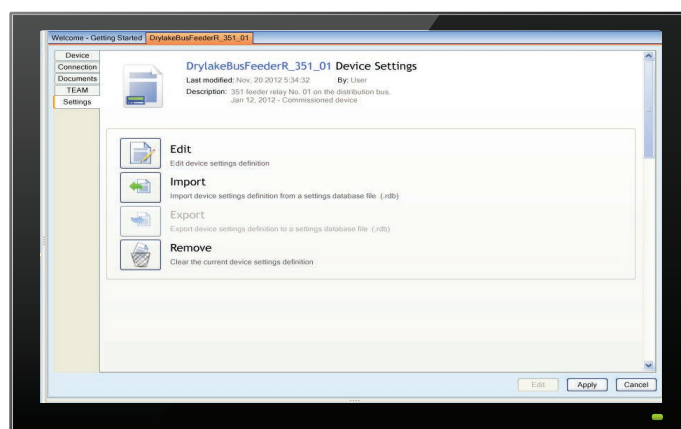 Welcome - Getting Started DrylakeBusFeederR_351_01
Device
Connection
Documents
TEAM
Settings
DrylakeBusFeederR_351_01 Device Settings
Last modified: Nov, 20 2012 5:34:32 By: User
Description: 351 feeder relay No. 01 on the distribution bus.
Jan 12, 2012 - Commissioned device
Edit
Edit device settings definition
Import
Import device settings definition from a settings database file (.rdb)
Export
Export device settings definition to a settings database file (.rdb)
Remove
Clear the current device settings definition
Edit Apply Cancel